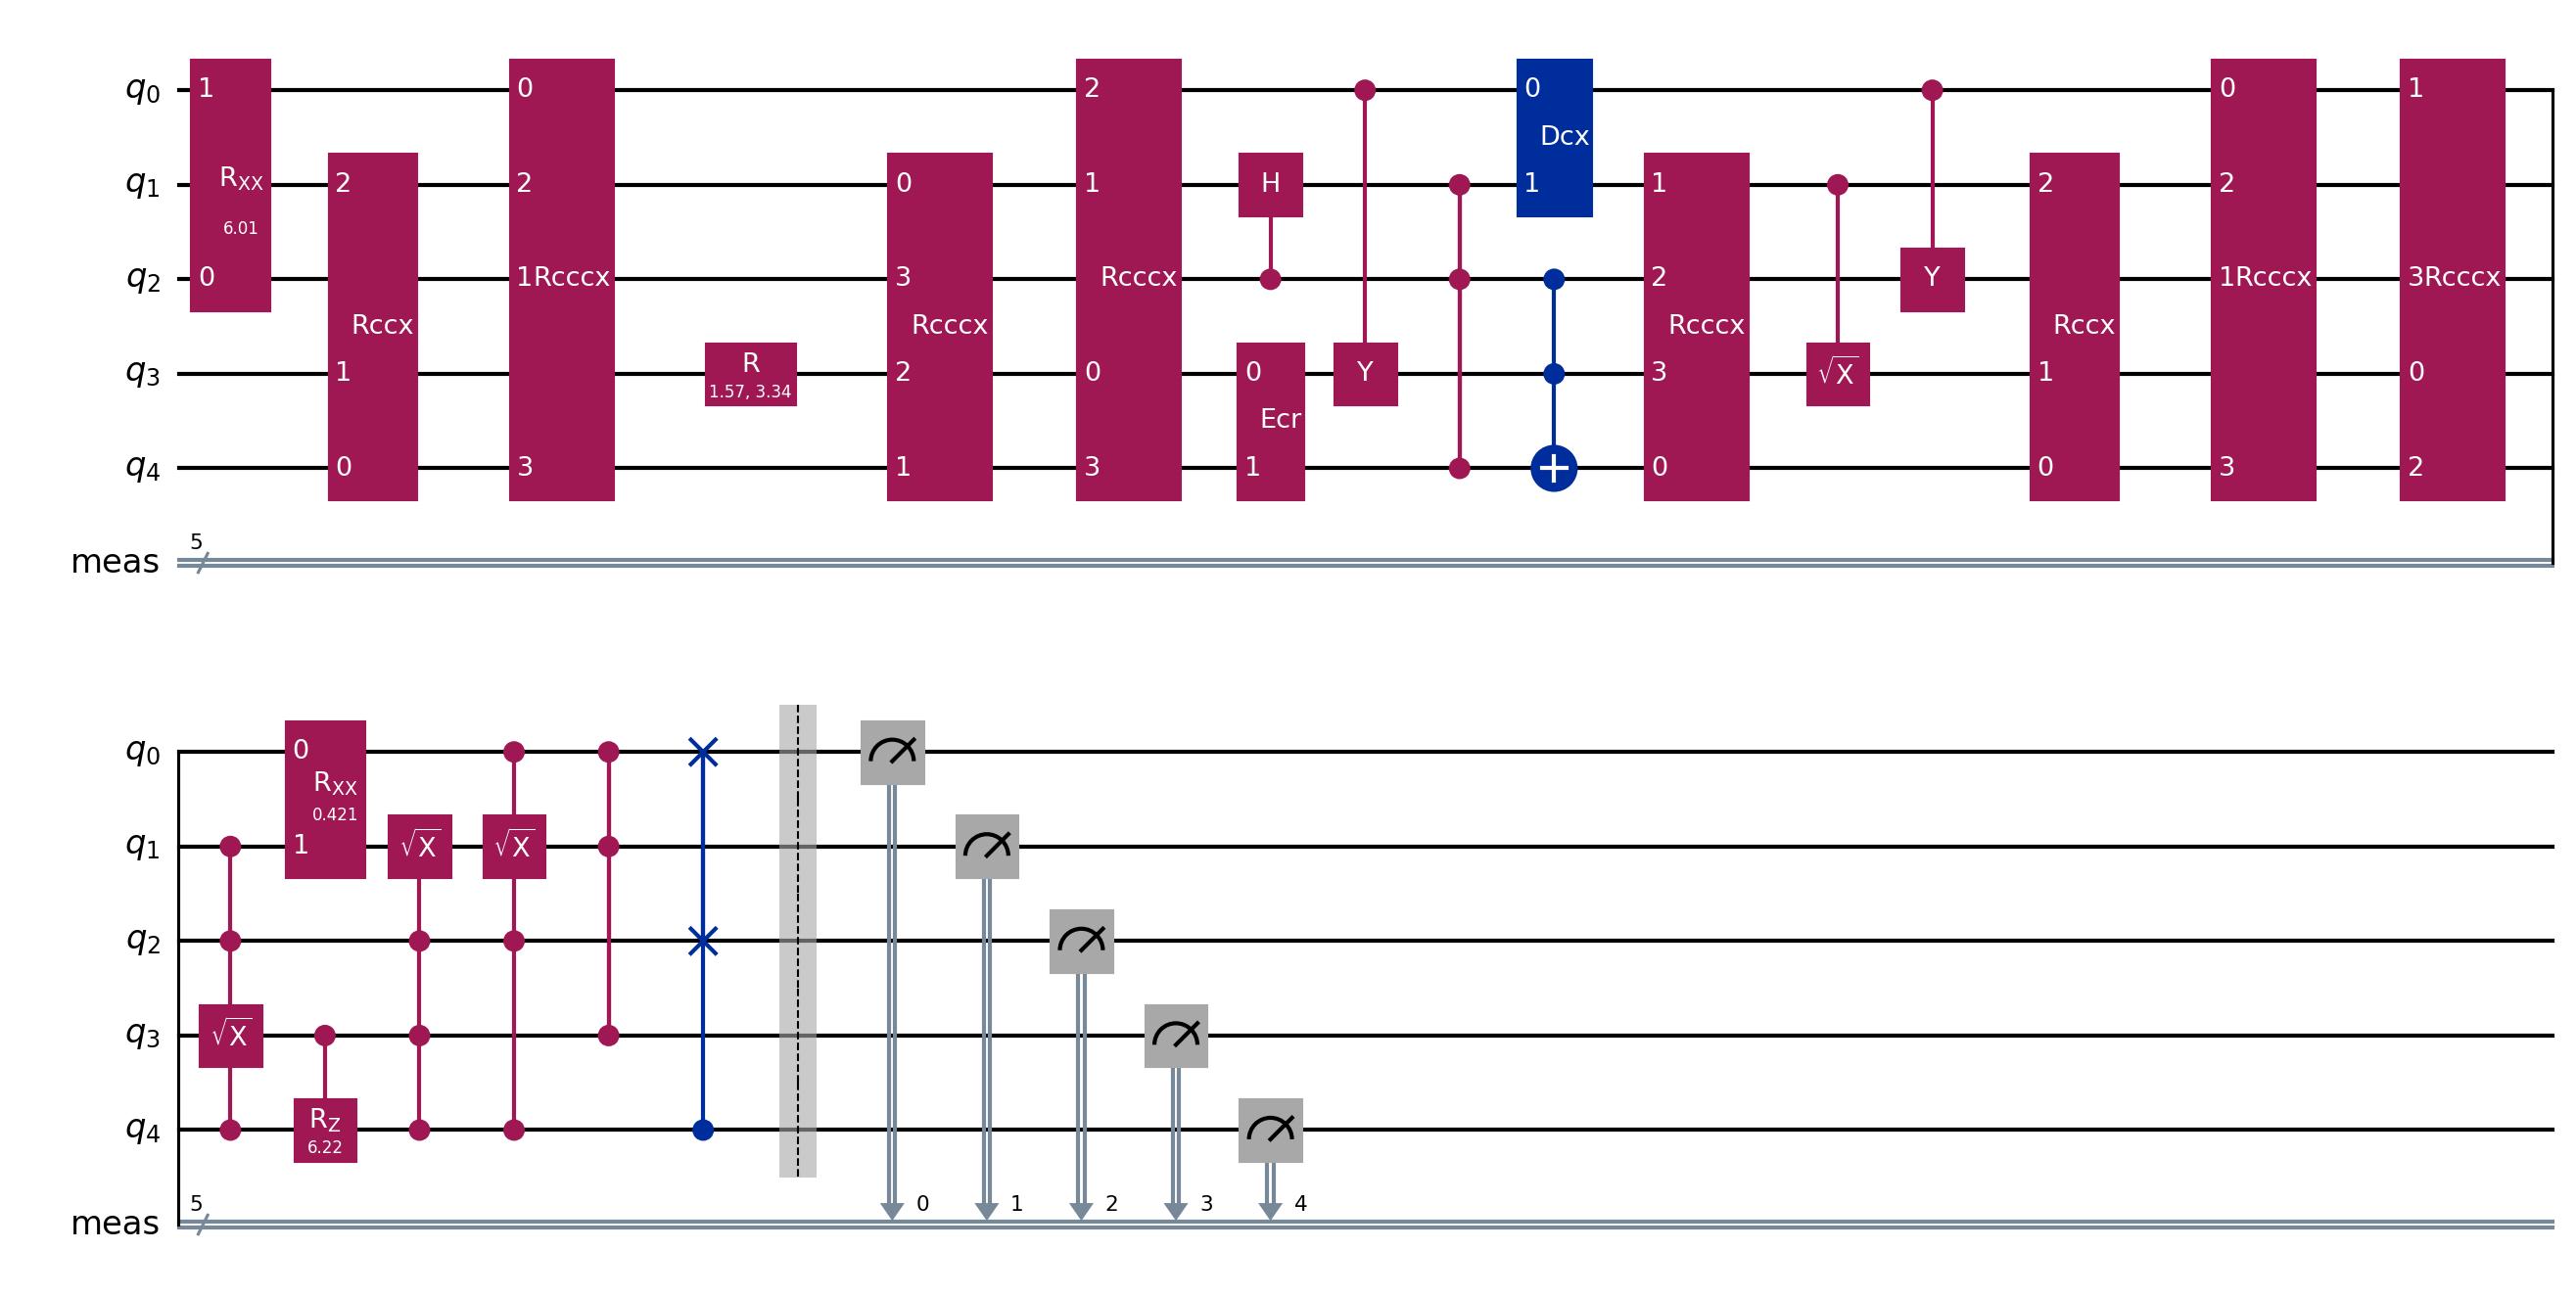 q0 1 0 2 0 1 0
q1 2 2 0 1 H 1 1 2 2
RXX
6.01
q2 0 1Rcccx 3 Rcccx Dcx 2 Y 1Rcccx 3Rcccx
Rccx Rcccx Rcccx Rccx
q3 1 R 2 0 0 Y 3 √X 1 0
1.57, 3.34
Ecr
q4 0 3 1 3 1 0 0 3 2
meas 5
q0 0
RXX
0.421
q1 1 √X √X
q2
q3 √X
q4 RZ
6.22
meas 5 0 1 2 3 4